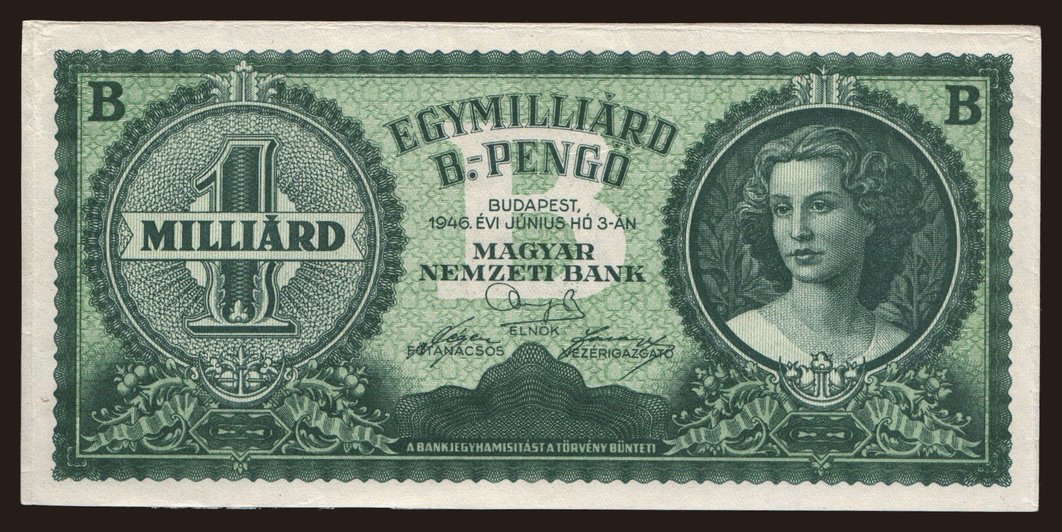 B
B
EGYMILLIÁRD
B.-PENGŐ
1
MILLIÁRD
B
BUDAPEST,
1946. ÉVI JÚNIUS HÓ 3-ÁN
MAGYAR
NEMZETI BANK
ELNÖK
FŐTANÁCSOS
VEZÉRIGAZGATÓ
A BANKJEGYHAMISITÁST A TÖRVÉNY BÜNTETI